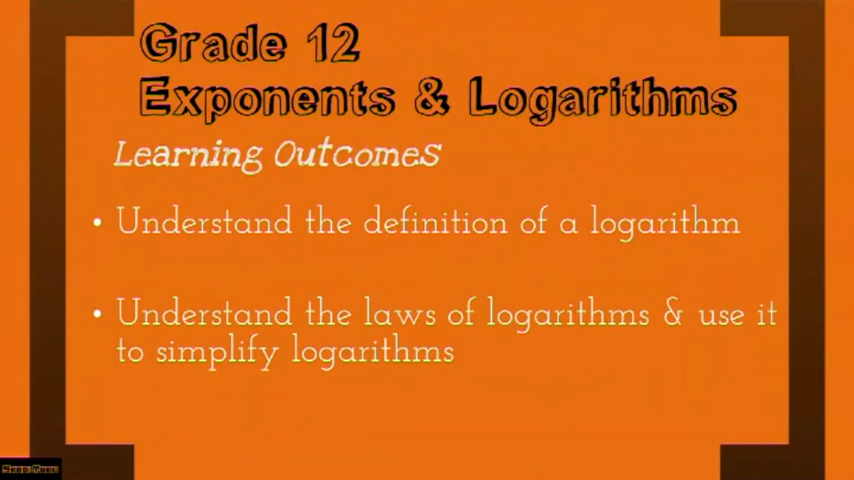 Grade 12
Exponents & Logarithms
Learning Outcomes
• Understand the definition of a logarithm
• Understand the laws of logarithms & use it
to simplify logarithms